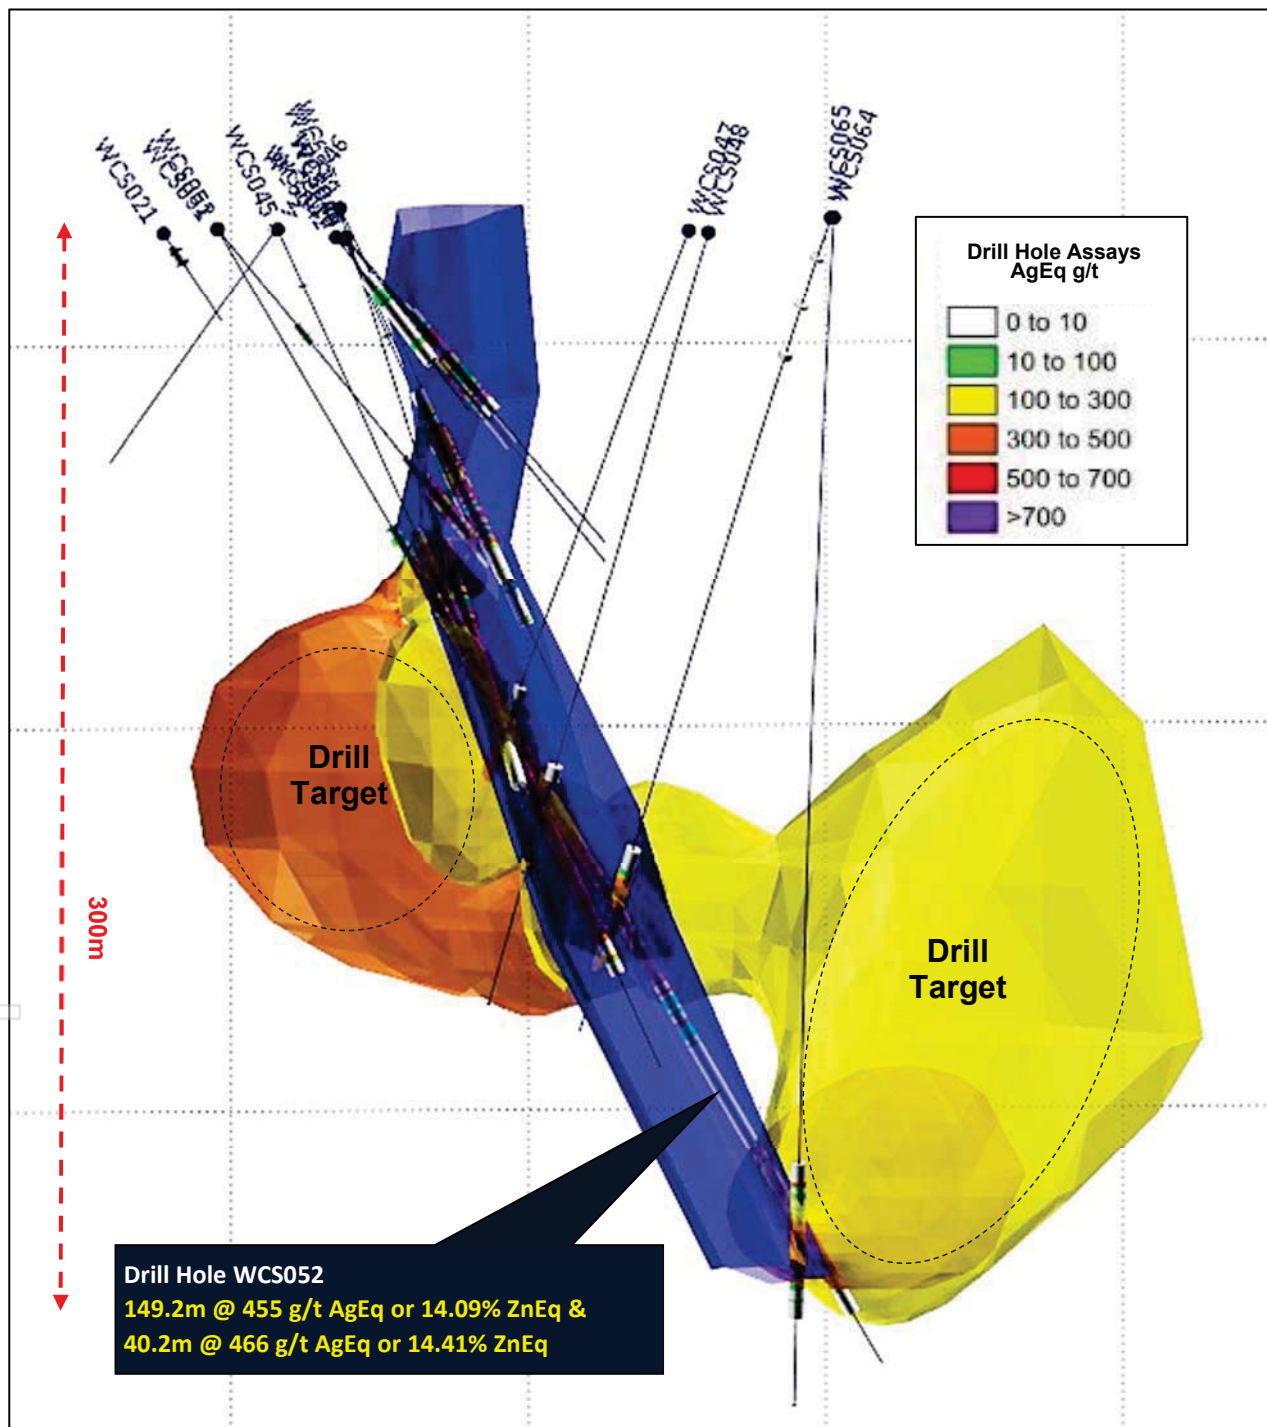 WCS021
WCS045
WCS047
WCS048
WCS065
WCS064
Drill Hole Assays
AgEq g/t
0 to 10
10 to 100
100 to 300
300 to 500
500 to 700
>700
Drill
Target
Drill
Target
300m
Drill Hole WCS052
149.2m @ 455 g/t AgEq or 14.09% ZnEq &
40.2m @ 466 g/t AgEq or 14.41% ZnEq